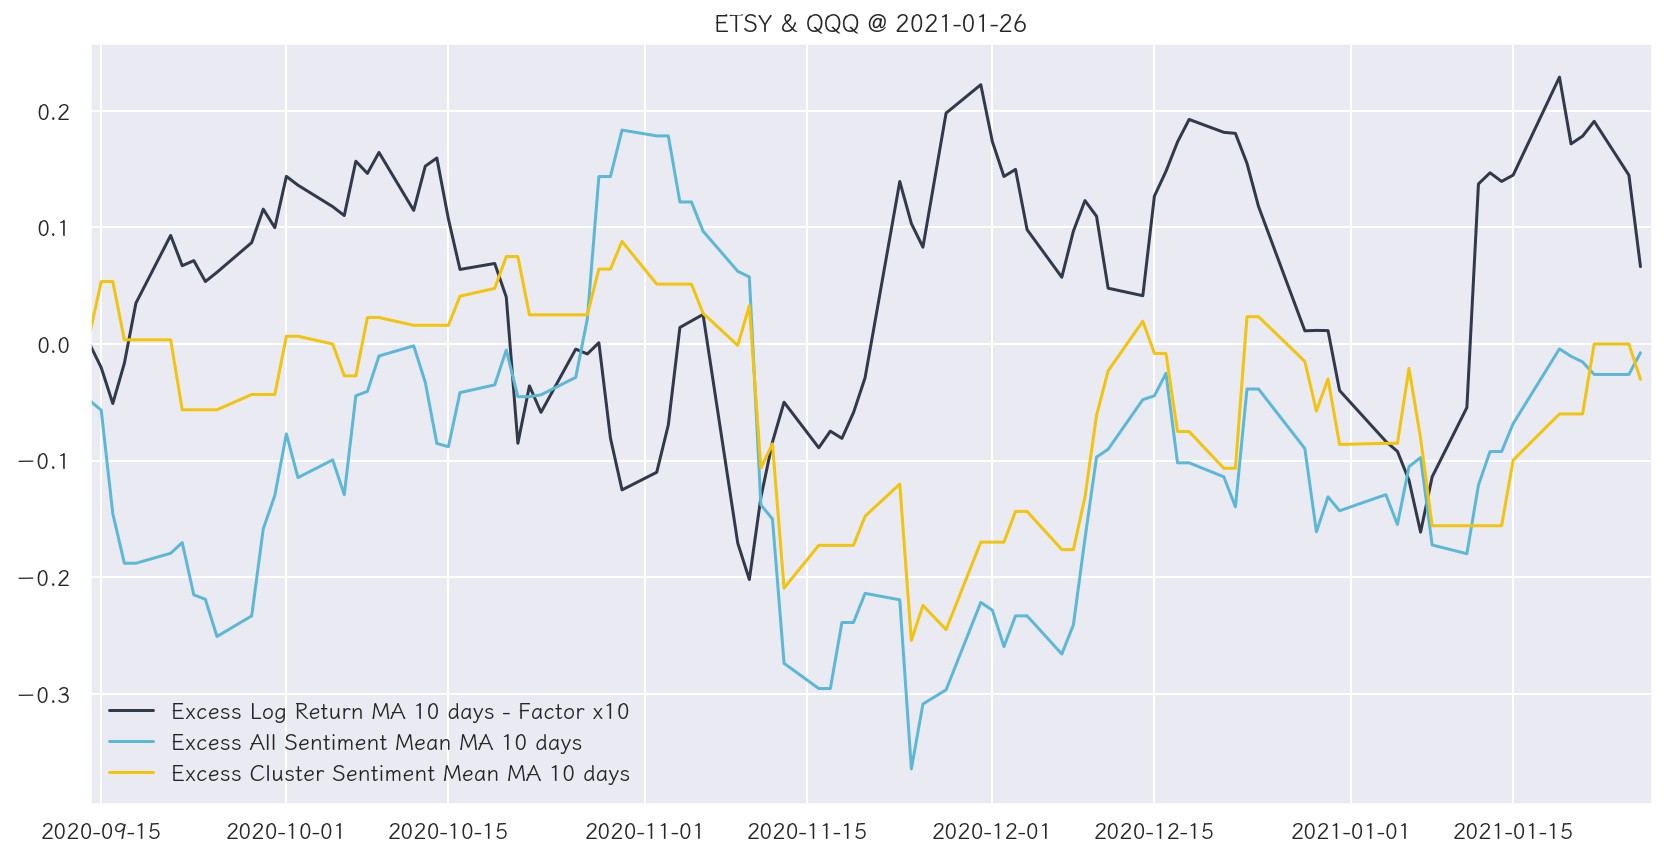 ETSY & QQQ @ 2021-01-26
0.2
0.1
0.0
−0.1
−0.2
−0.3
Excess Log Return MA 10 days - Factor x10
Excess All Sentiment Mean MA 10 days
Excess Cluster Sentiment Mean MA 10 days
2020-09-15 2020-10-01 2020-10-15 2020-11-01 2020-11-15 2020-12-01 2020-12-15 2021-01-01 2021-01-15